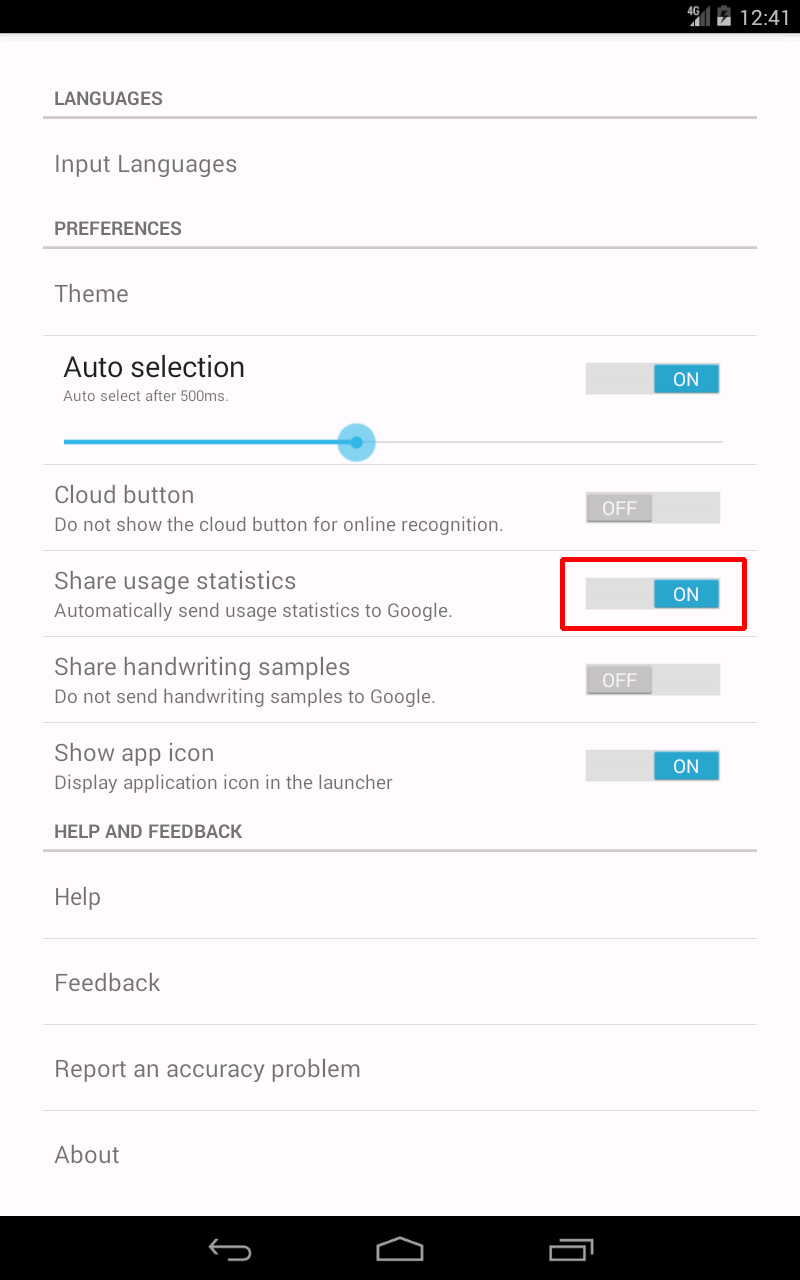 4G 12:41
LANGUAGES
Input Languages
PREFERENCES
Theme
Auto selection
ON
Auto select after 500ms.
Cloud button
OFF
Do not show the cloud button for online recognition.
Share usage statistics
ON
Automatically send usage statistics to Google.
Share handwriting samples
OFF
Do not send handwriting samples to Google.
Show app icon
ON
Display application icon in the launcher
HELP AND FEEDBACK
Help
Feedback
Report an accuracy problem
About